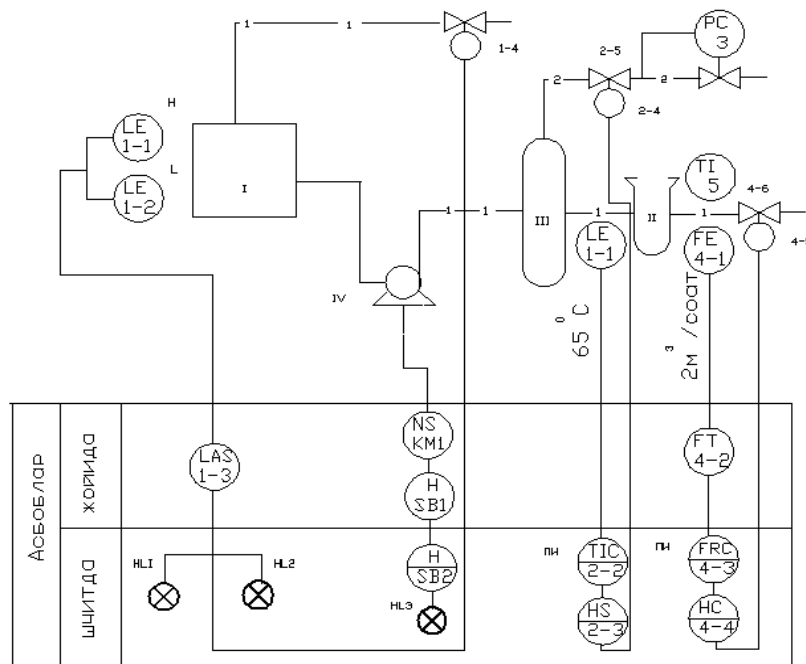 1
1
1-4
PC
3
2-5
2
2
2-4
H
LE
1-1
L
LE
1-2
I
TI
5
4-6
1
1
III
1
II
1
LE
1-1
FE
4-1
IV
65 0 C
2м 3 /соат
Асбоблар
жойида
шчитда
NS
KM1
LAS
1-3
FT
4-2
H
SB1
HL1
HL2
H
SB2
HL3
ПИ
TIC
2-2
ПИ
FRC
4-3
HS
2-3
HC
4-4